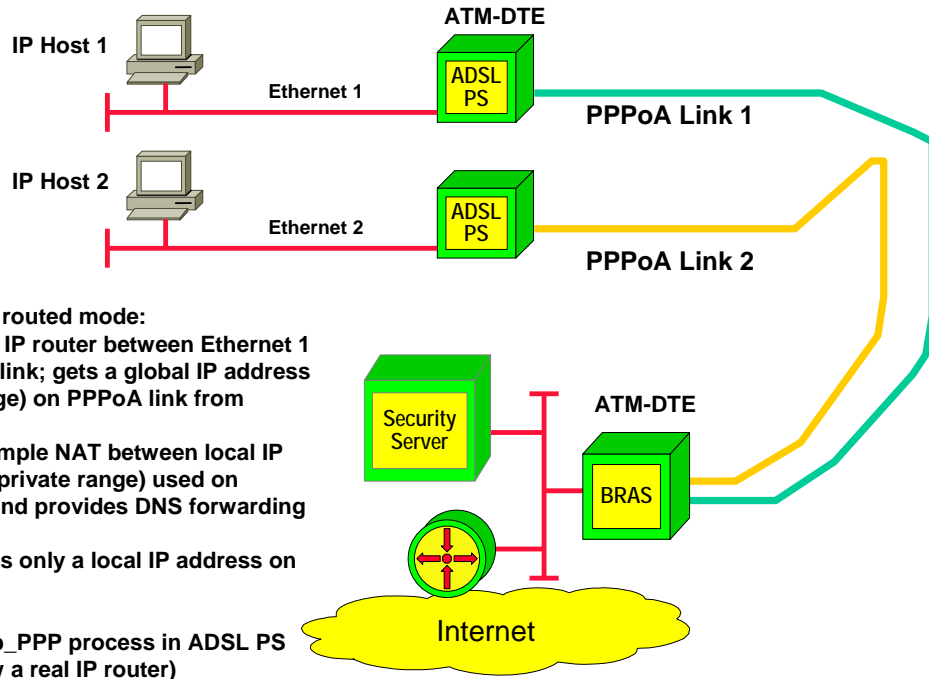 ATM-DTE
IP Host 1
ADSL
PS
Ethernet 1
PPPoA Link 1
IP Host 2
ADSL
PS
Ethernet 2
PPPoA Link 2
routed mode:
IP router between Ethernet 1
link; gets a global IP address
ge) on PPPoA link from
mple NAT between local IP
private range) used on
nd provides DNS forwarding
s only a local IP address on
o_PPP process in ADSL PS
a real IP router)
ATM-DTE
Security
Server
BRAS
Internet